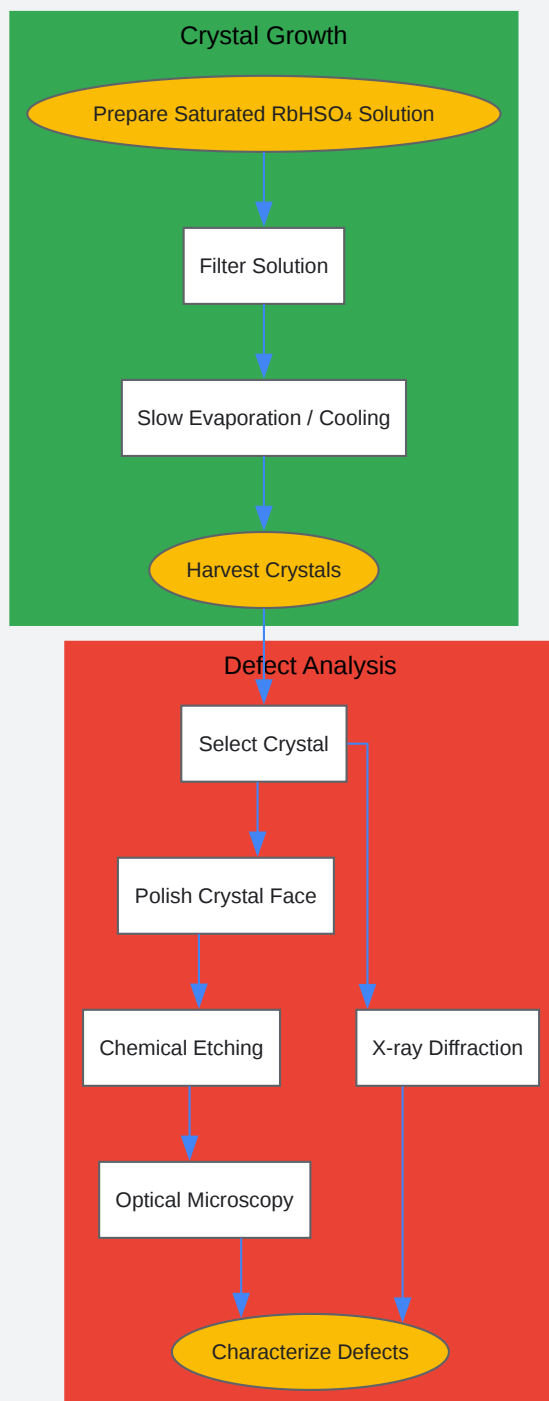 Crystal Growth
Prepare Saturated RbHSO₄ Solution
Filter Solution
Slow Evaporation / Cooling
Harvest Crystals
Defect Analysis
Select Crystal
Polish Crystal Face
Chemical Etching
X-ray Diffraction
Optical Microscopy
Characterize Defects